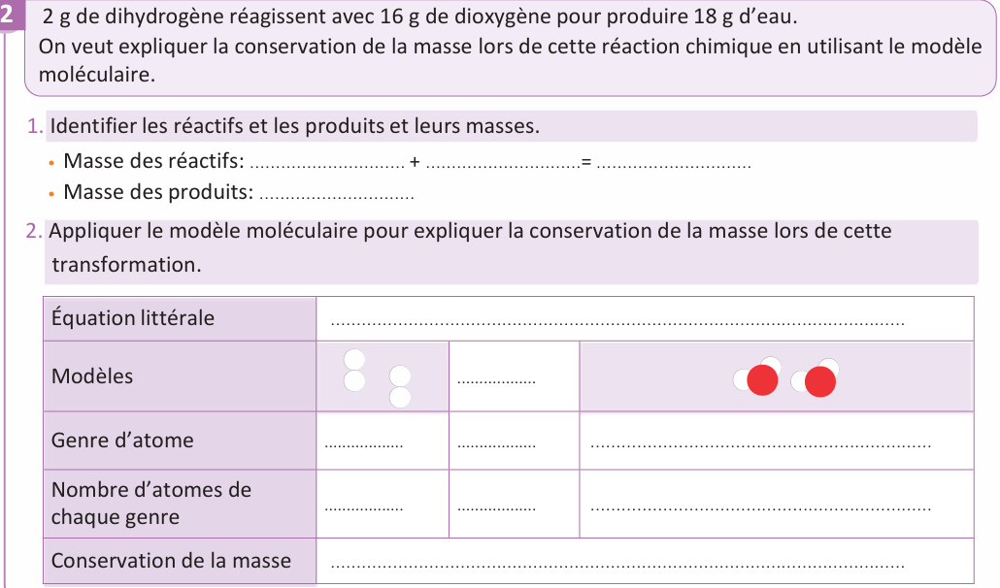 2
2 g de dihydrogène réagissent avec 16 g de dioxygène pour produire 18 g d’eau.
On veut expliquer la conservation de la masse lors de cette réaction chimique en utilisant le modèle
moléculaire.
1. Identifier les réactifs et les produits et leurs masses.
• Masse des réactifs: .............................. + ..............................= ..............................
• Masse des produits: ..............................
2. Appliquer le modèle moléculaire pour expliquer la conservation de la masse lors de cette
transformation.
Équation littérale ................................................................................................................
Modèles .................
Genre d’atome ................. ................. ..................................................................
Nombre d’atomes de
chaque genre ................. ................. ..................................................................
Conservation de la masse ................................................................................................................